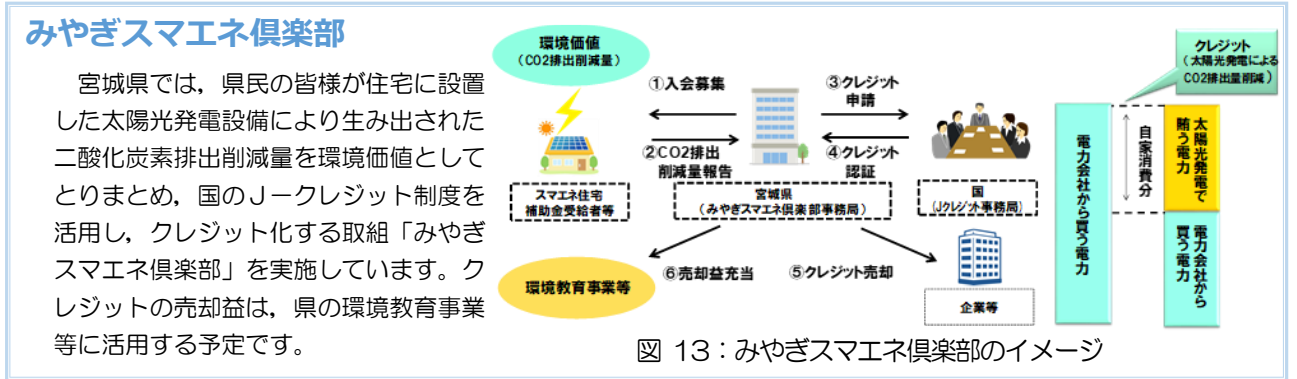 みやぎスマエネ倶楽部
宮城県では，県民の皆様が住宅に設置
した太陽光発電設備により生み出された
二酸化炭素排出削減量を環境価値として
とりまとめ，国のＪ－クレジット制度を
活用し，クレジット化する取組「みやぎ
スマエネ倶楽部」を実施しています。ク
レジットの売却益は，県の環境教育事業
等に活用する予定です。
環境価値
（CO2排出削減量）
①入会募集
②CO2排出
削減量報告
③クレジット
申請
④クレジット
認証
スマエネ住宅
補助金受給者等
宮城県
（みやぎスマエネ倶楽部事務局）
国
(Jクレジット事務局)
⑥売却益充当
⑤クレジット売却
環境教育事業等
企業等
クレジット
（太陽光発電による
CO2排出量削減）
電力会社から買う電力
自家消費分
太陽光発電で
賄う電力
電力会社から
買う電力
図 13：みやぎスマエネ倶楽部のイメージ